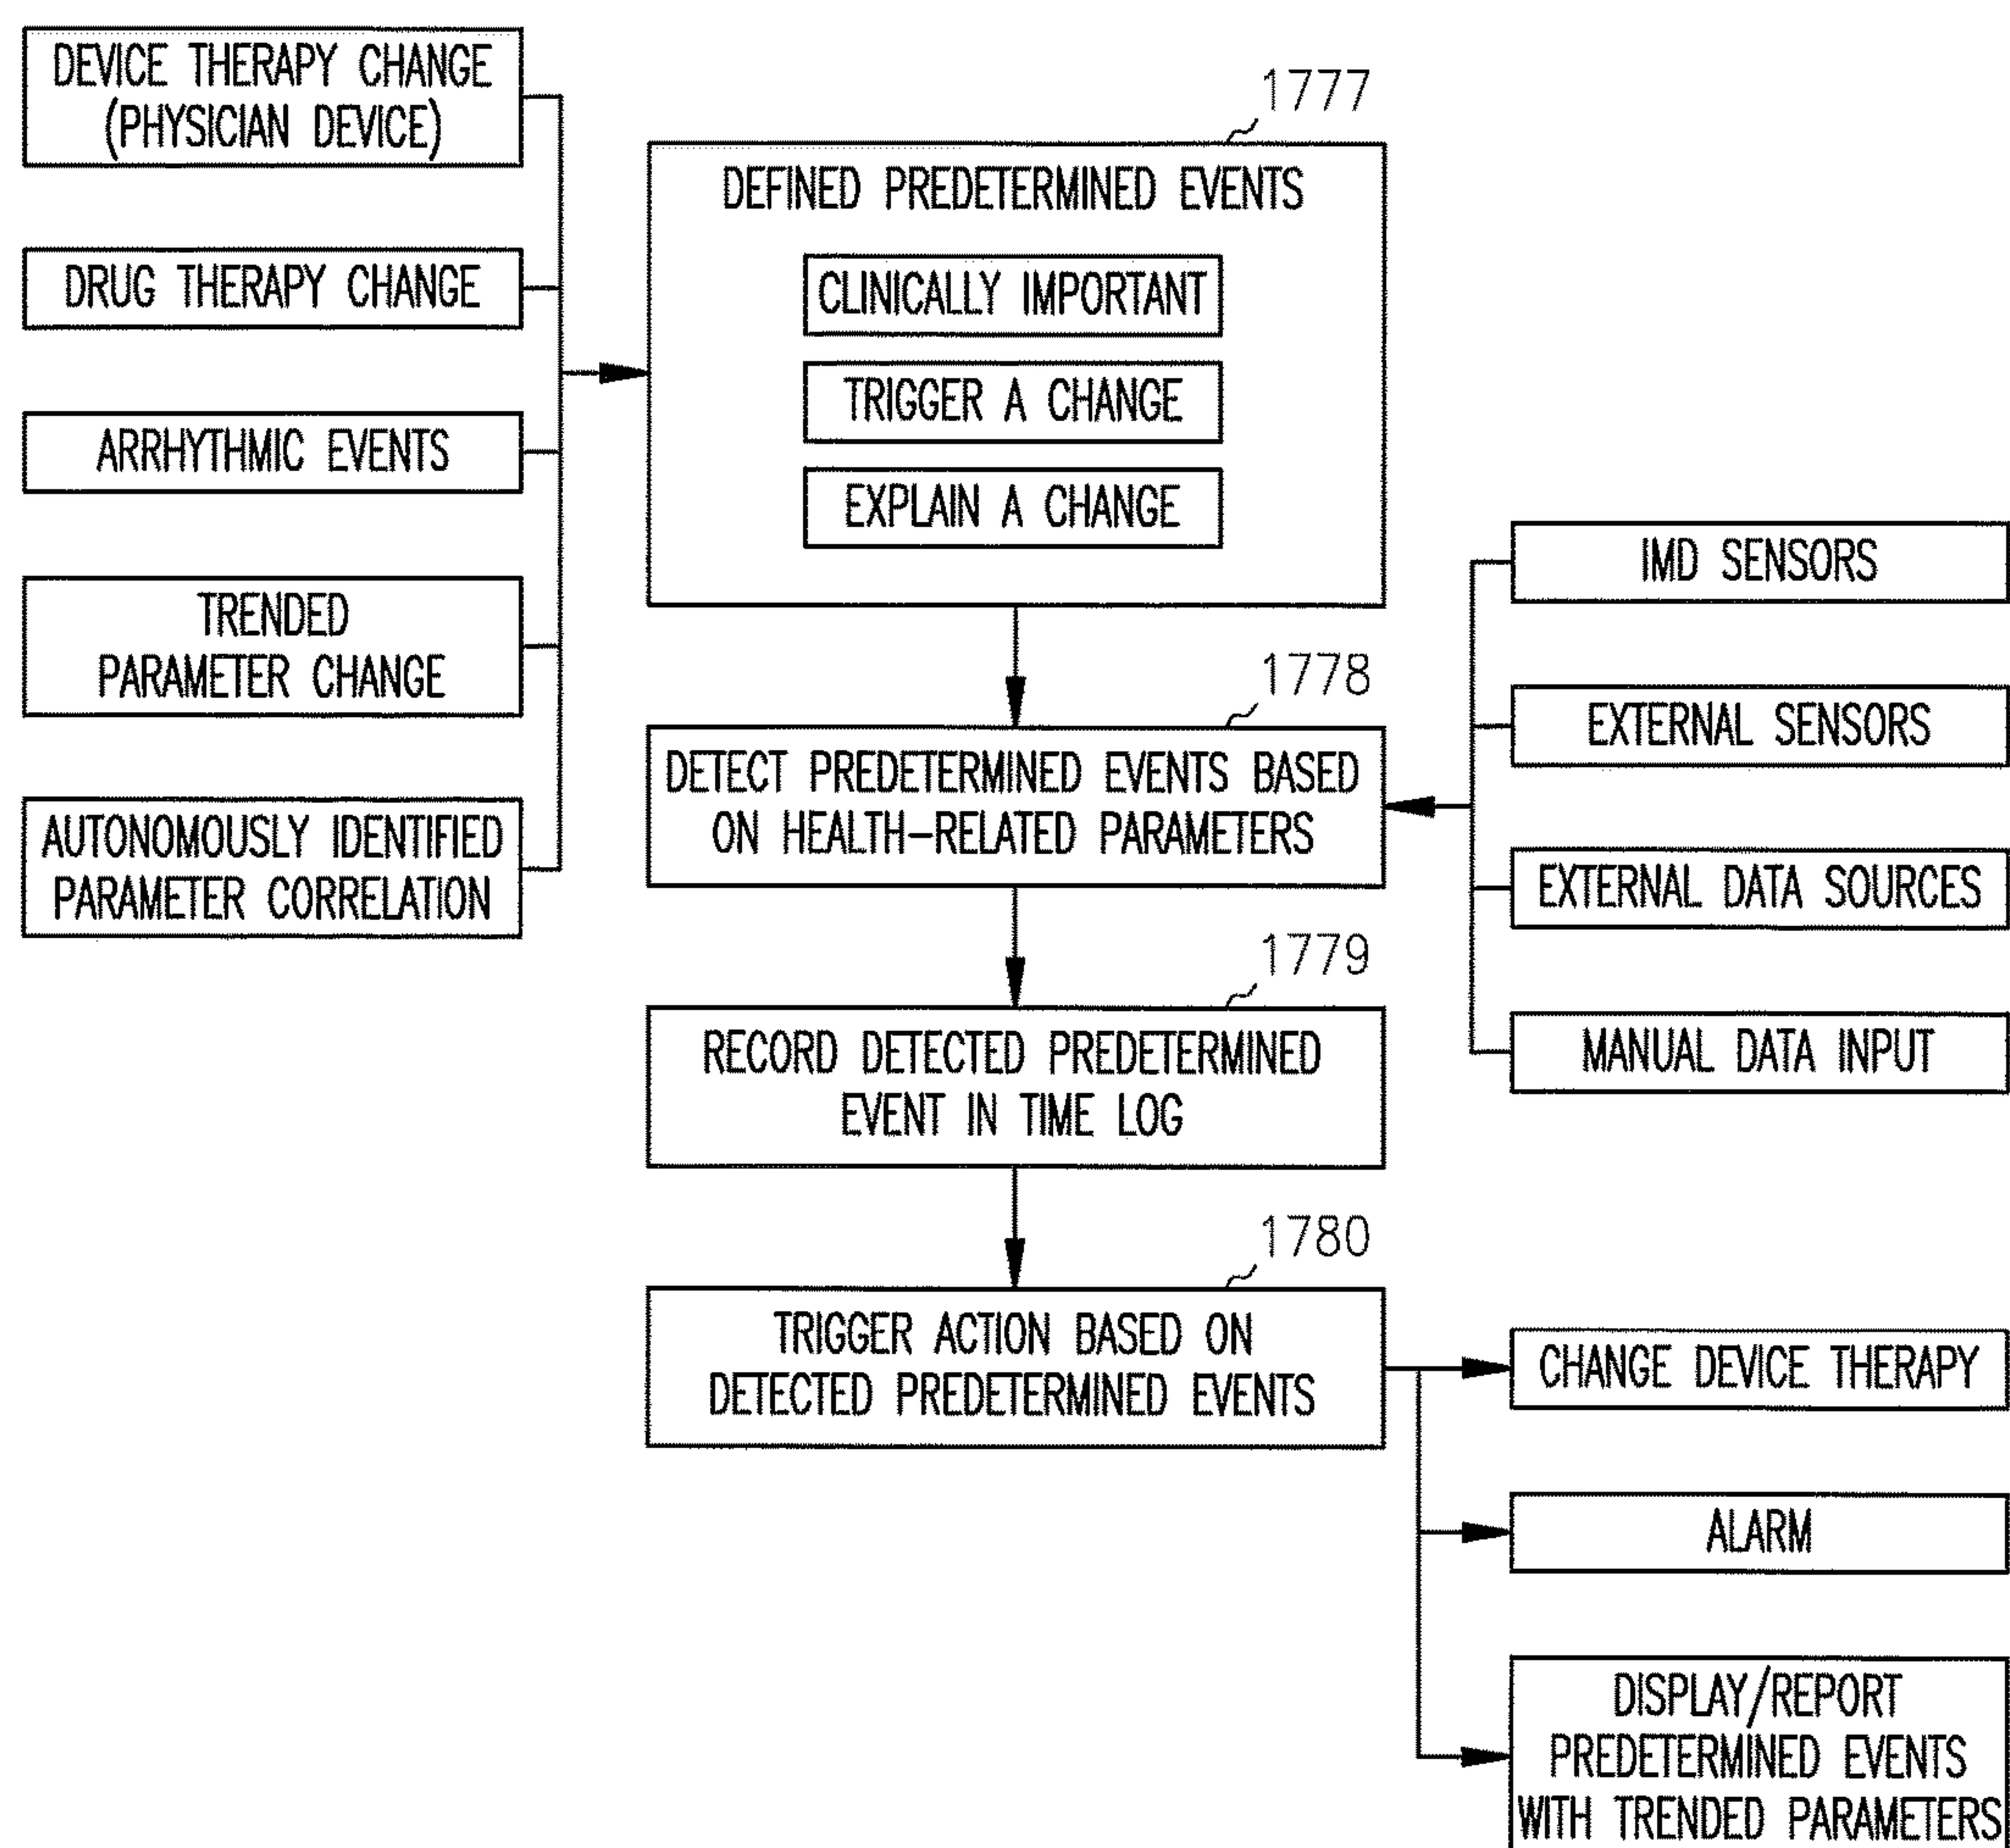 DEVICE THERAPY CHANGE
(PHYSICIAN DEVICE)
DRUG THERAPY CHANGE
ARRHYTHMIC EVENTS
TRENDED
PARAMETER CHANGE
AUTONOMOUSLY IDENTIFIED
PARAMETER CORRELATION
1777
DEFINED PREDETERMINED EVENTS
CLINICALLY IMPORTANT
TRIGGER A CHANGE
EXPLAIN A CHANGE
1778
DETECT PREDETERMINED EVENTS BASED
ON HEALTH-RELATED PARAMETERS
IMD SENSORS
EXTERNAL SENSORS
EXTERNAL DATA SOURCES
MANUAL DATA INPUT
1779
RECORD DETECTED PREDETERMINED
EVENT IN TIME LOG
1780
TRIGGER ACTION BASED ON
DETECTED PREDETERMINED EVENTS
CHANGE DEVICE THERAPY
ALARM
DISPLAY/REPORT
PREDETERMINED EVENTS
WITH TRENDED PARAMETERS